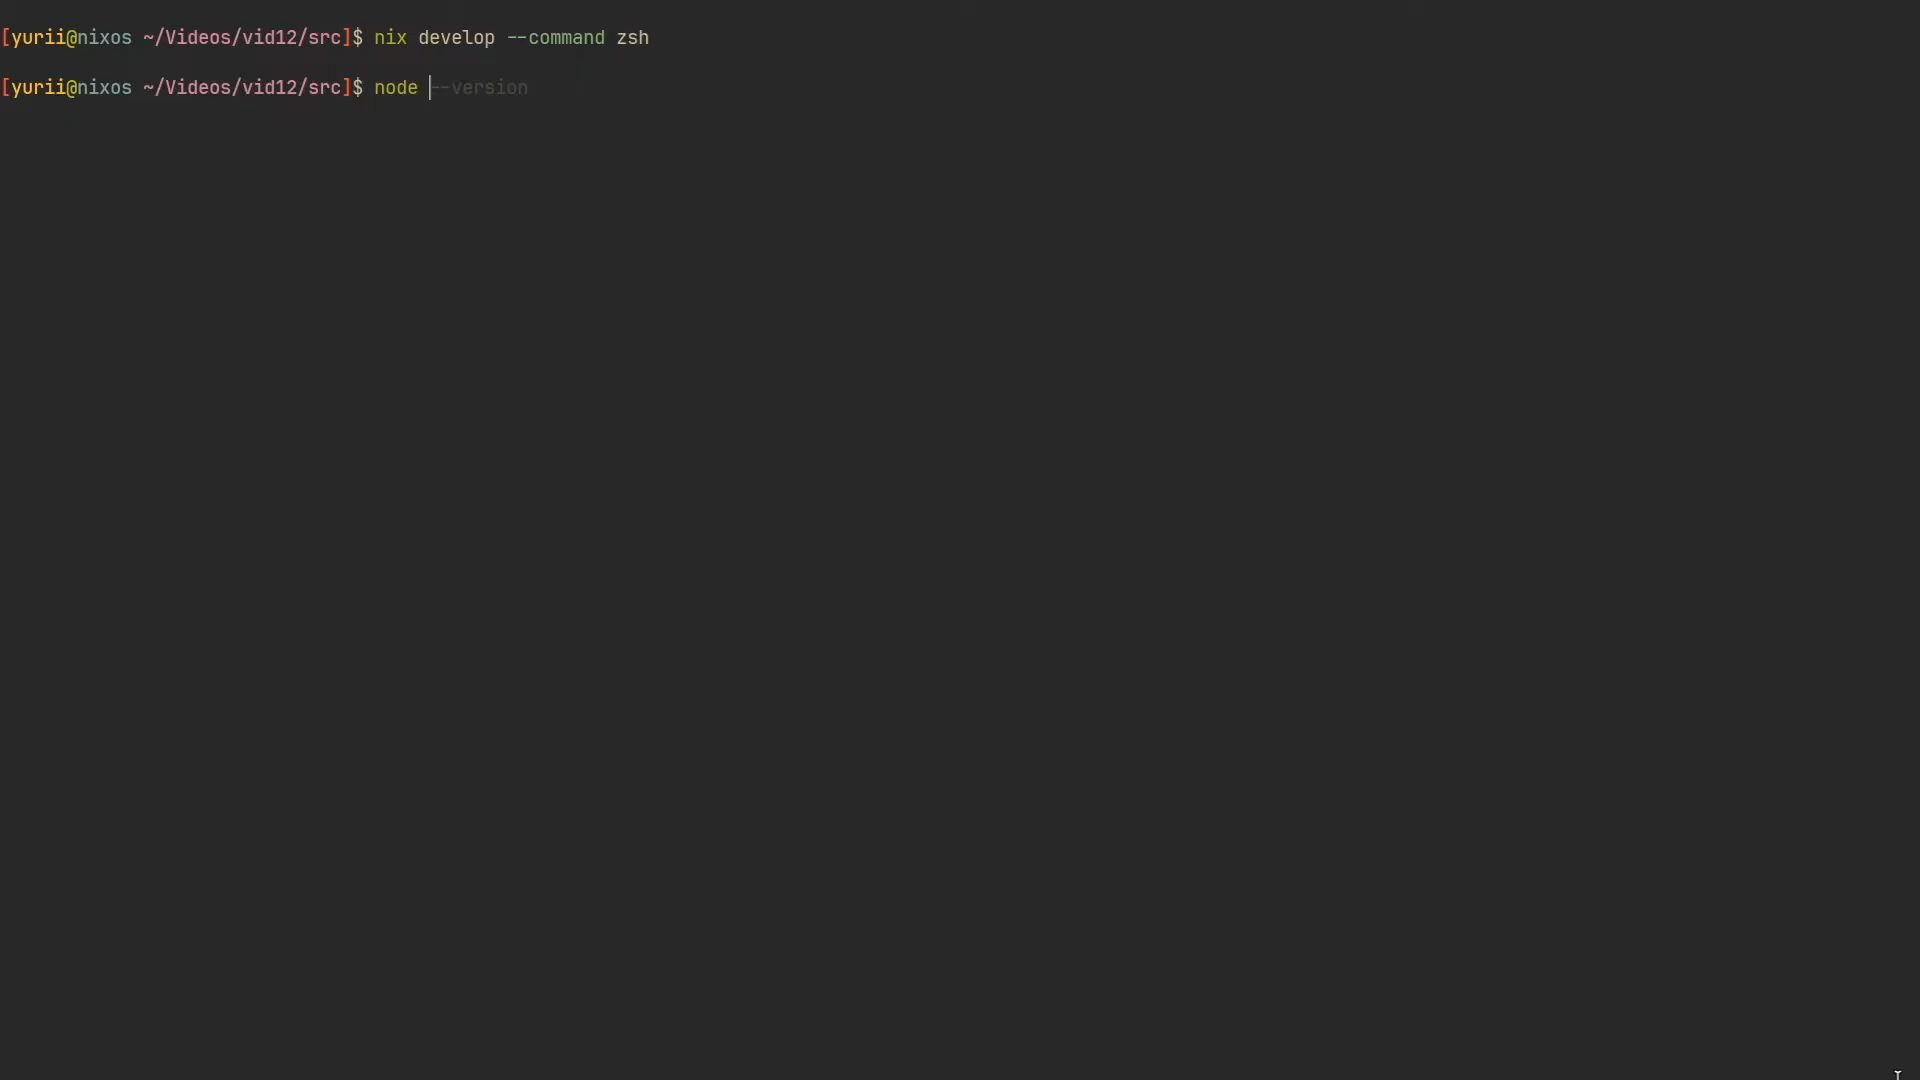 [yurii@nixos ~/Videos/vid12/src]$ nix develop --command zsh
[yurii@nixos ~/Videos/vid12/src]$ node --version